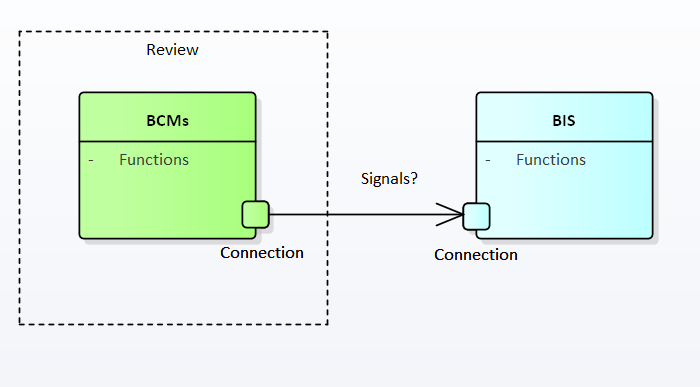 Review
BCMs
- Functions
Connection
Signals?
BIS
- Functions
Connection